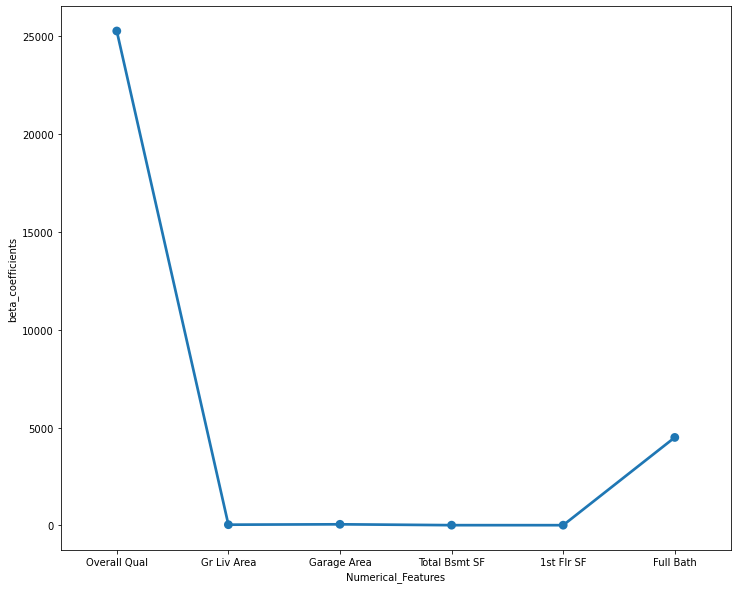 25000
20000
15000
10000
5000
0
beta_coefficients
Overall Qual Gr Liv Area Garage Area Total Bsmt SF 1st Flr SF Full Bath
Numerical_Features